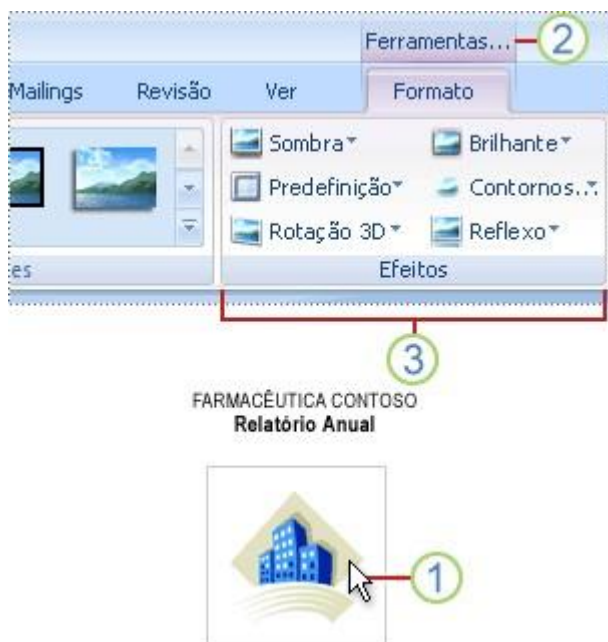 Ferramentas...
2
Mailings Revisão Ver Formato
Sombra Brilhante
Predefinição Contornos...
Rotação 3D Reflexo
es Efeitos
3
FARMACÊUTICA CONTOSO
Relatório Anual
1